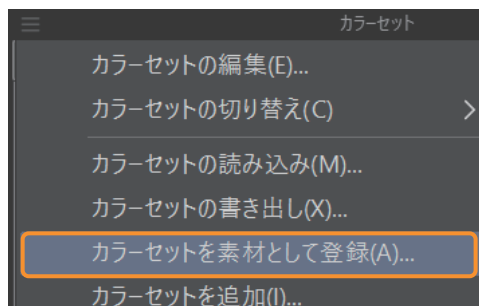 カラーセット
カラーセットの編集(E)...
カラーセットの切り替え(C)
カラーセットの読み込み(M)...
カラーセットの書き出し(X)...
カラーセットを素材として登録(A)...
カラーセットを追加(I)...